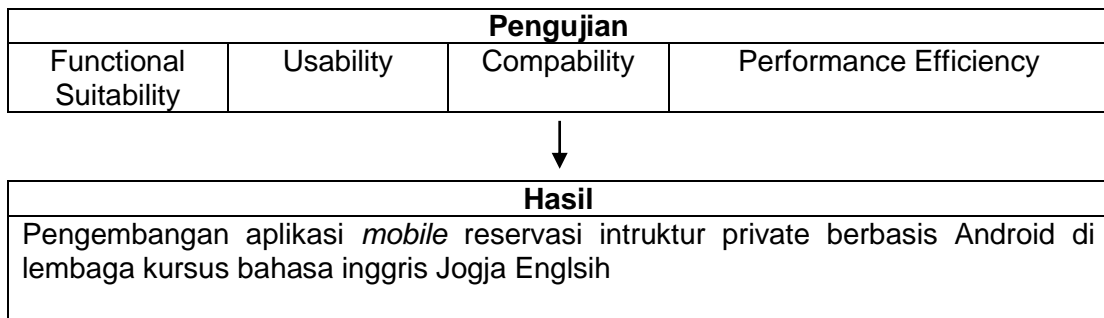 Pengujian
Functional Suitability Usability Compability Performance Efficiency
Hasil
Pengembangan aplikasi mobile reservasi intruktur private berbasis Android di
lembaga kursus bahasa inggris Jogja Englsih